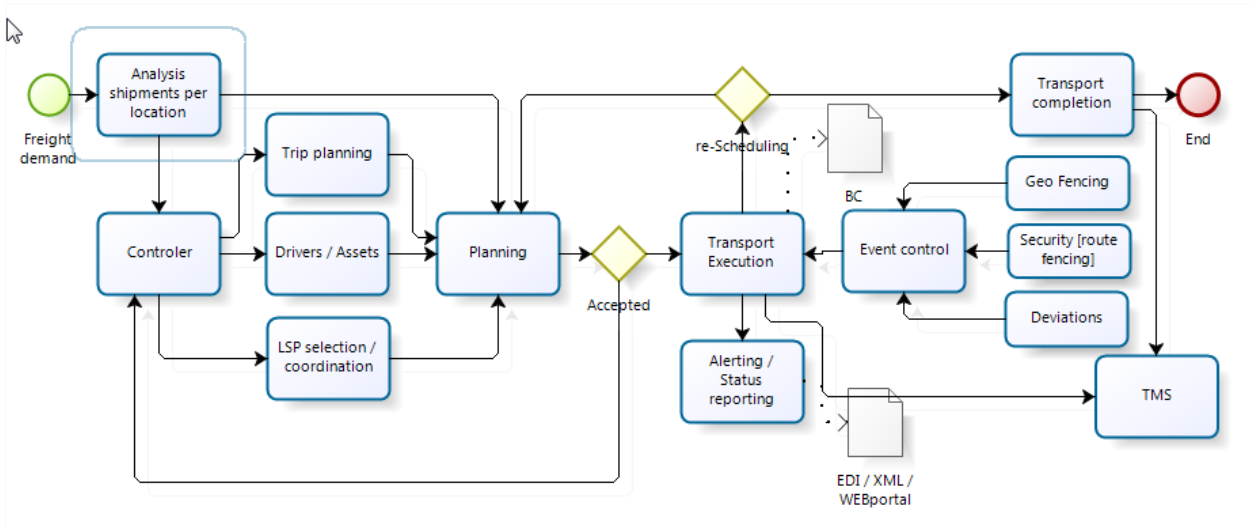 Analysis
shipments per
location
Freight
demand
Trip planning
Controler
Drivers / Assets
LSP selection /
coordination
Planning
Accepted
re-Scheduling
Transport
Execution
Alerting /
Status
reporting
BC
Event control
EDI / XML /
WEBportal
Transport
completion
End
Geo Fencing
Security [route
fencing]
Deviations
TMS